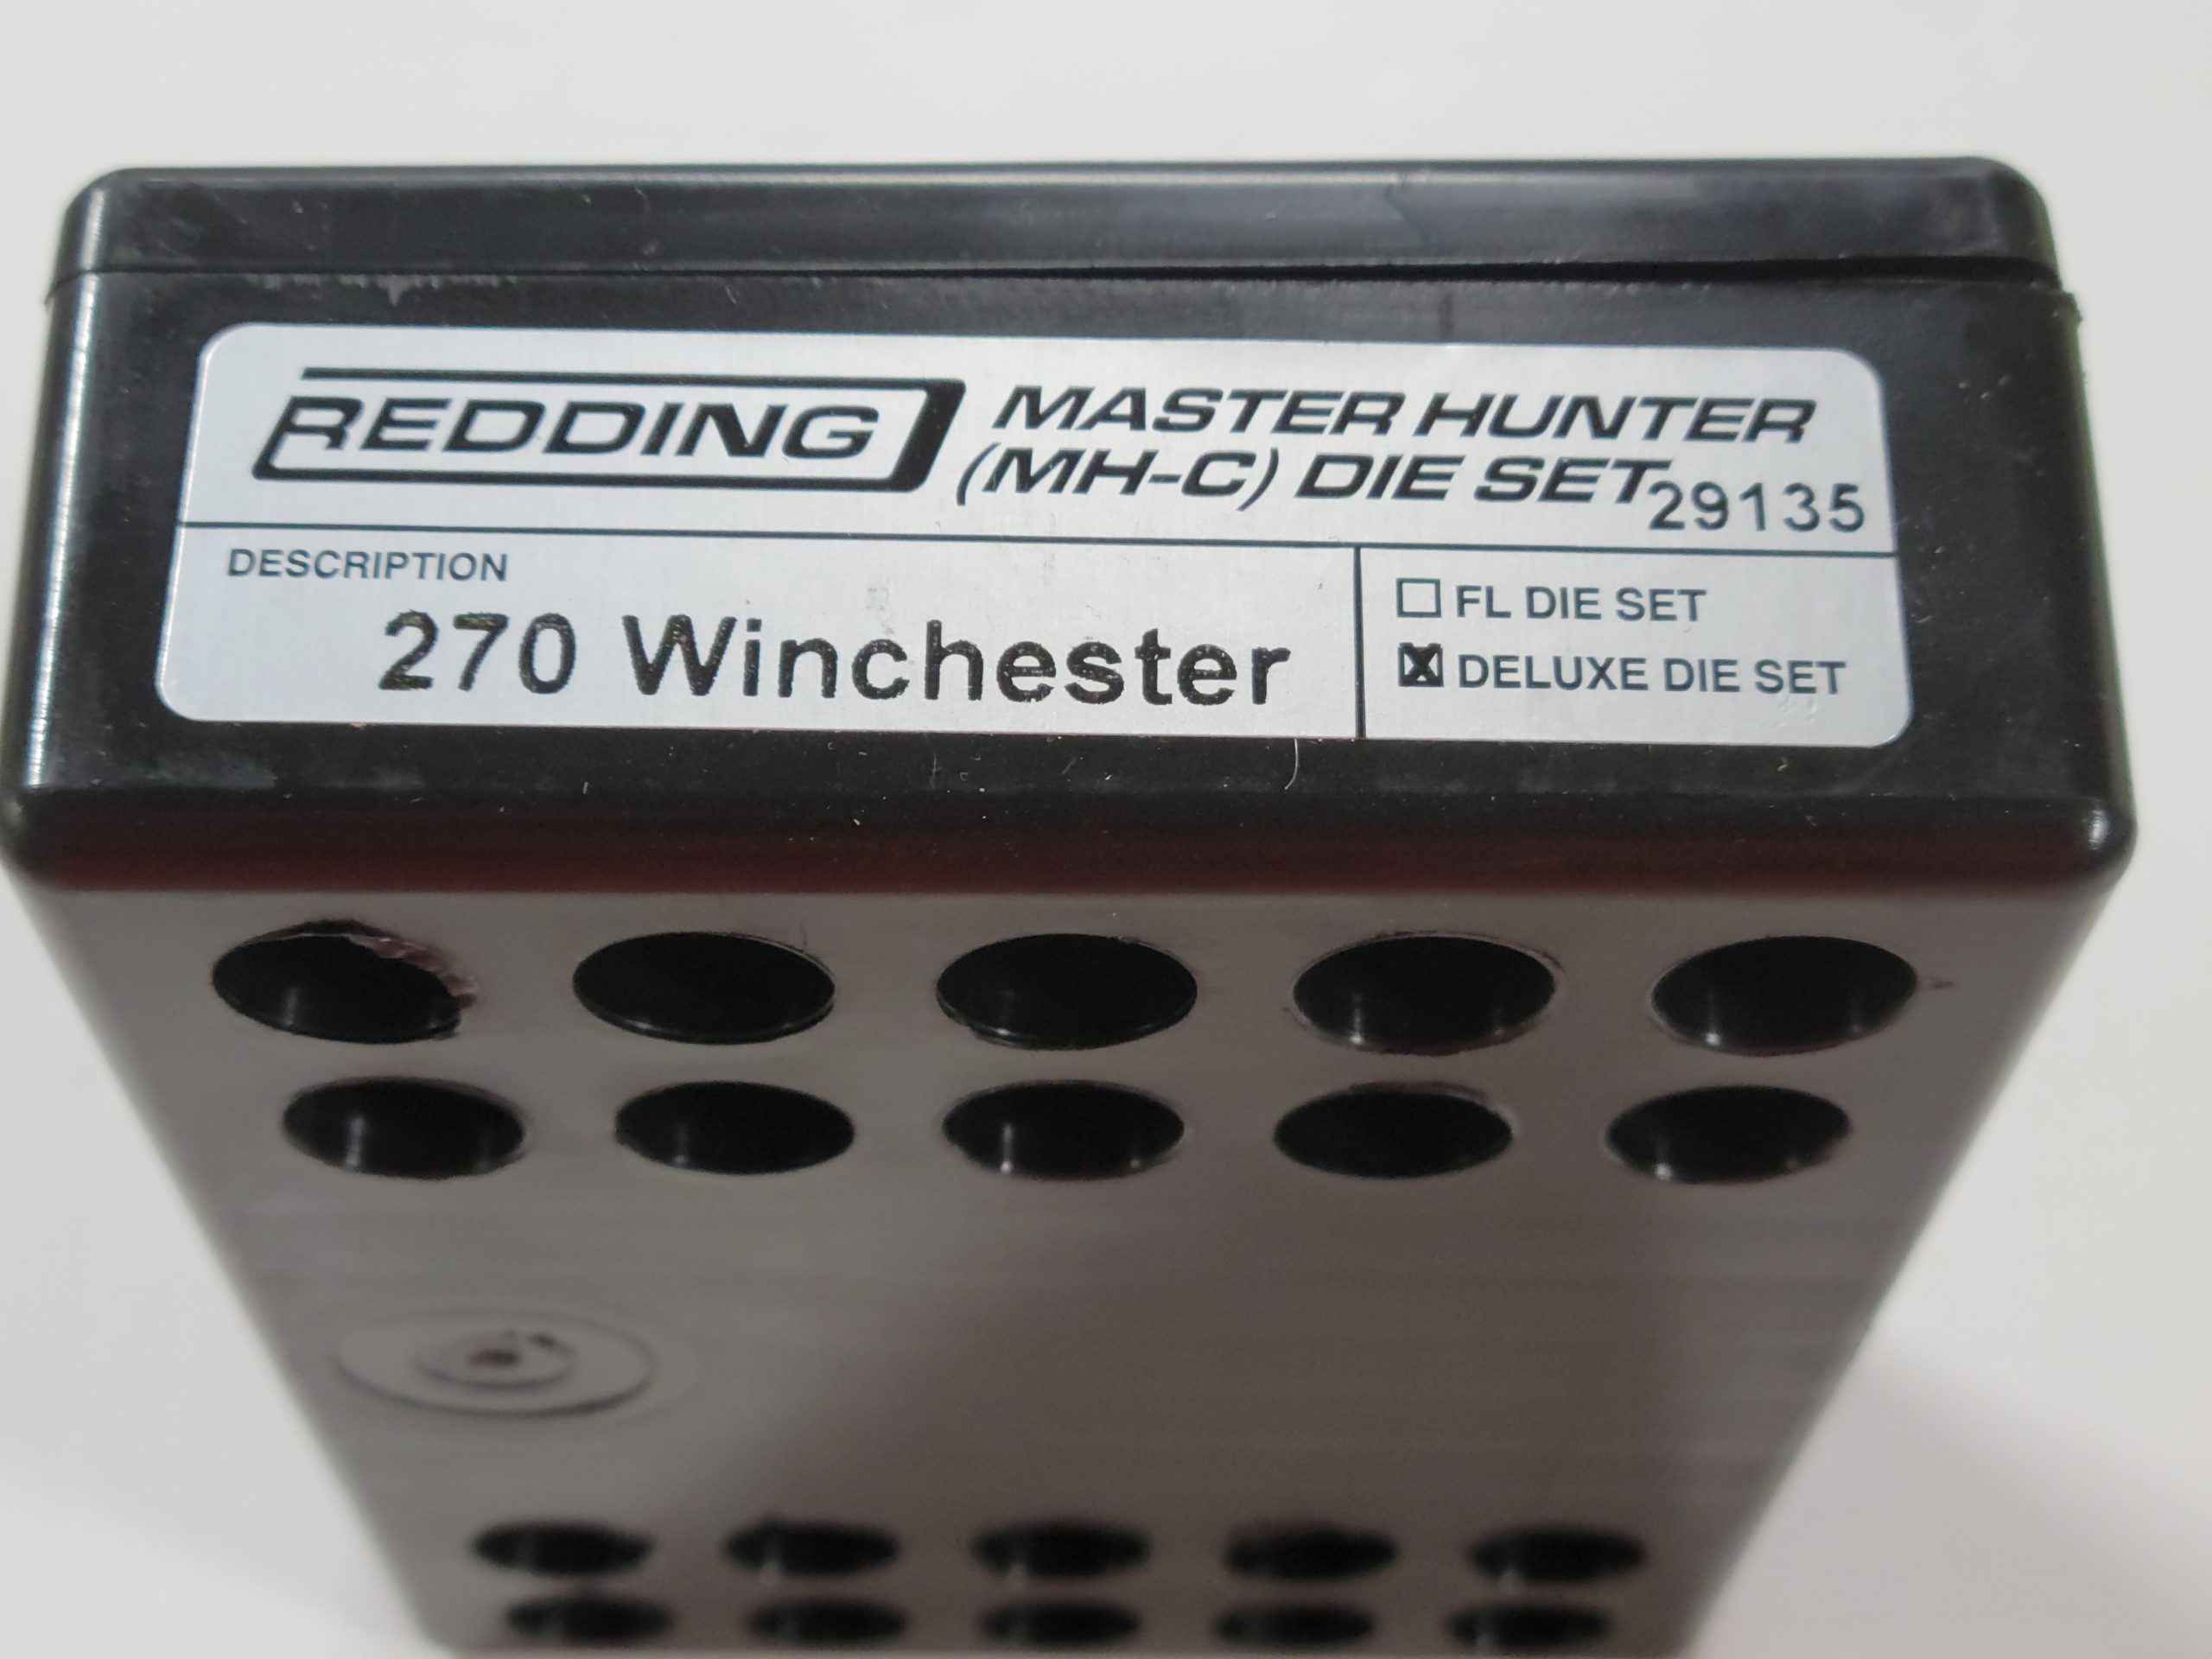 REDDING
MASTER HUNTER
(MH-C) DIE SET 29135
DESCRIPTION
270 Winchester
☐ FL DIE SET
☒ DELUXE DIE SET